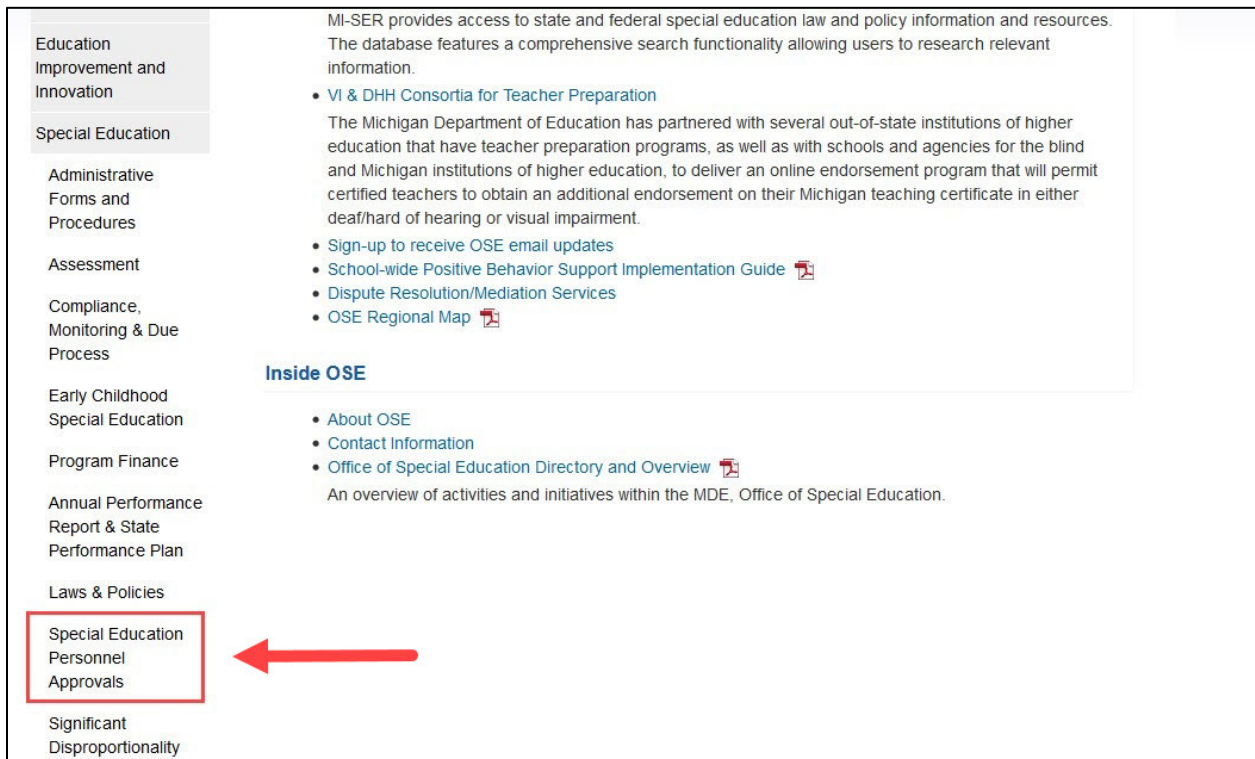 Education
Improvement and
Innovation
Special Education
Administrative
Forms and
Procedures
Assessment
Compliance,
Monitoring & Due
Process
Early Childhood
Special Education
Program Finance
Annual Performance
Report & State
Performance Plan
Laws & Policies
Special Education
Personnel
Approvals
Significant
Disproportionality
MI-SER provides access to state and federal special education law and policy information and resources.
The database features a comprehensive search functionality allowing users to research relevant
information.
• VI & DHH Consortia for Teacher Preparation
The Michigan Department of Education has partnered with several out-of-state institutions of higher
education that have teacher preparation programs, as well as with schools and agencies for the blind
and Michigan institutions of higher education, to deliver an online endorsement program that will permit
certified teachers to obtain an additional endorsement on their Michigan teaching certificate in either
deaf/hard of hearing or visual impairment.
• Sign-up to receive OSE email updates
• School-wide Positive Behavior Support Implementation Guide
• Dispute Resolution/Mediation Services
• OSE Regional Map
Inside OSE
• About OSE
• Contact Information
• Office of Special Education Directory and Overview
An overview of activities and initiatives within the MDE, Office of Special Education.